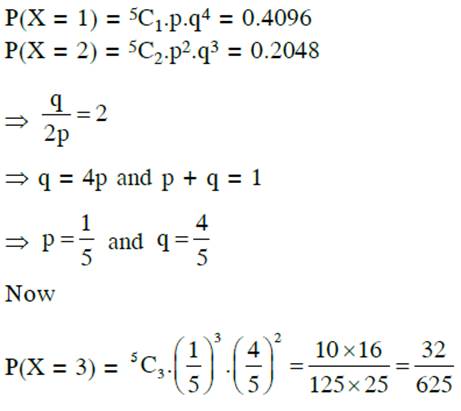 P(X = 1) = ⁵C₁.p.q⁴ = 0.4096
P(X = 2) = ⁵C₂.p².q³ = 0.2048
⇒ q/2p = 2
⇒ q = 4p and p + q = 1
⇒ p = 1/5 and q = 4/5
Now
P(X = 3) = ⁵C₃.(1/5)³.(4/5)² = 10×16/125×25 = 32/625